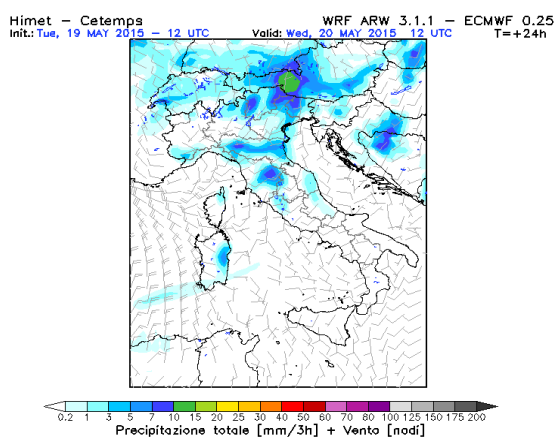 Himet – Cetemps WRF ARW 3.1.1 – ECMWF 0.25
Init.: Tue, 19 MAY 2015 – 12 UTC Valid: Wed, 20 MAY 2015 12 UTC T=+24h
0.2 1 3 5 7 10 15 20 25 30 40 50 60 70 80 100 125 150 175 200
Precipitazione totale [mm/3h] + Vento [nodi]